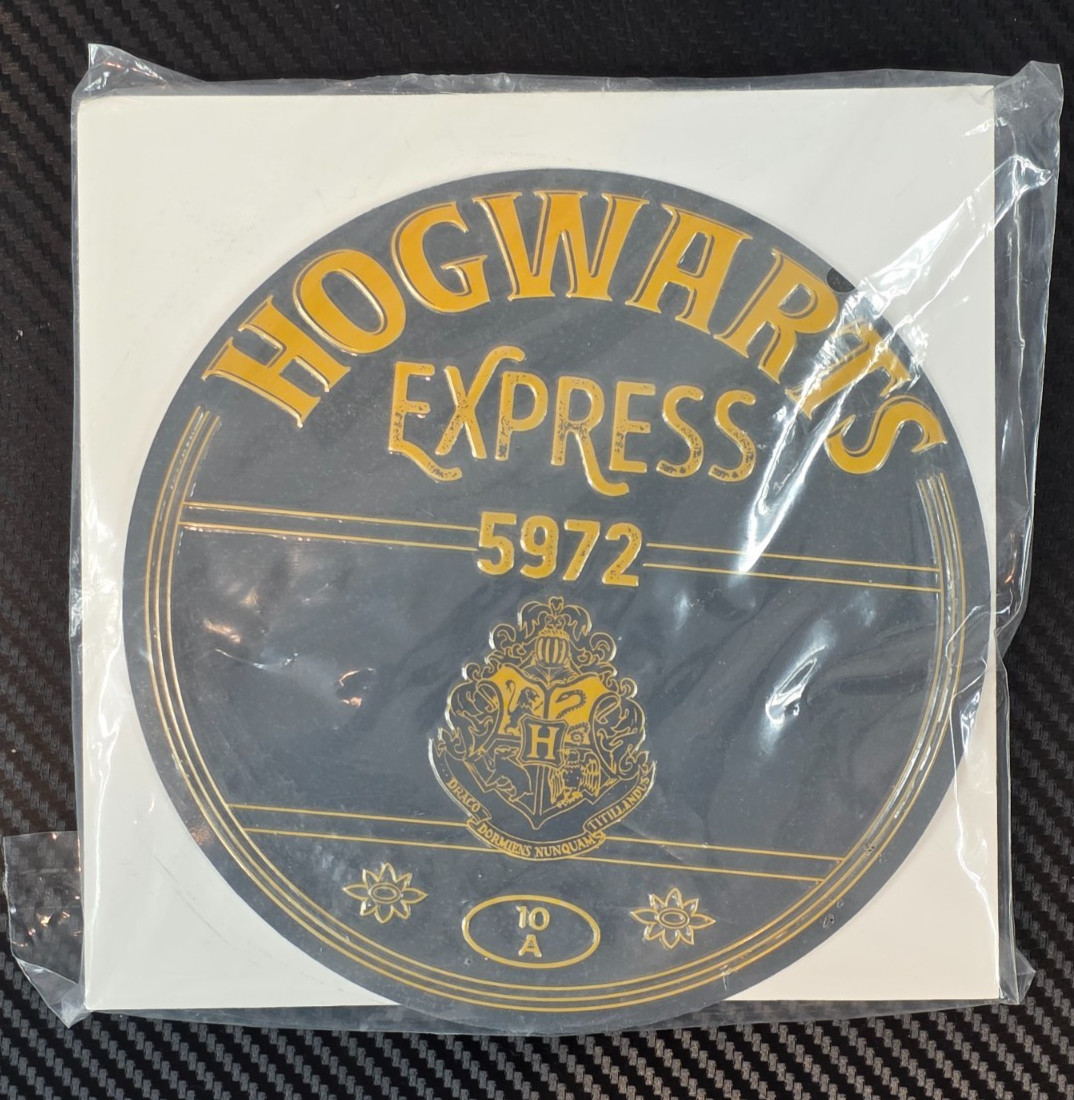 HOGWARTS
EXPRESS
5972
H
DRACO DORMIENS NUNQUAM TITILLANDUS
10
A